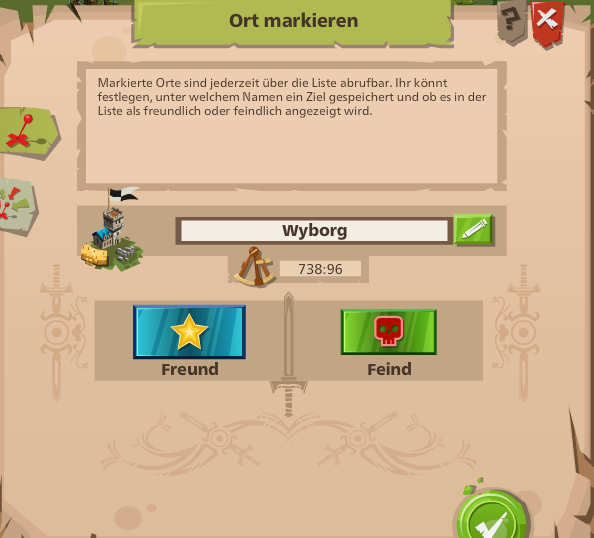 Ort markieren
Markierte Orte sind jederzeit über die Liste abrufbar. Ihr könnt
festlegen, unter welchem Namen ein Ziel gespeichert und ob es in der
Liste als freundlich oder feindlich angezeigt wird.
Wyborg
738:96
Freund
Feind